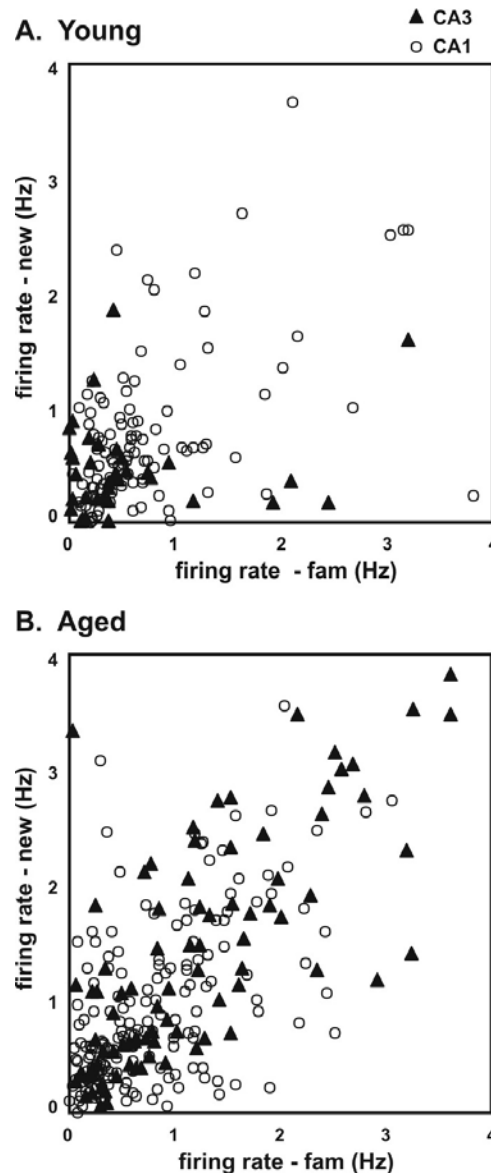 A. Young
▲ CA3
○ CA1
4
3
2
1
0
firing rate - new (Hz)
0 1 2 3 4
firing rate - fam (Hz)
B. Aged
4
3
2
1
0
firing rate - new (Hz)
0 1 2 3 4
firing rate - fam (Hz)